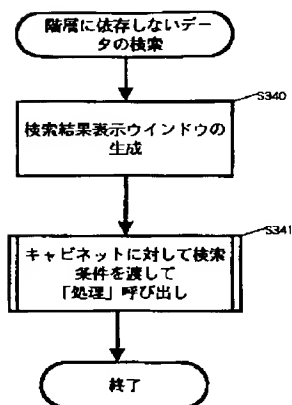 階層に依存しないデー
タの検索
S340
検索結果表示ウインドウの
生成
S341
キャビネットに対して検索
条件を渡して
「処理」呼び出し
終了